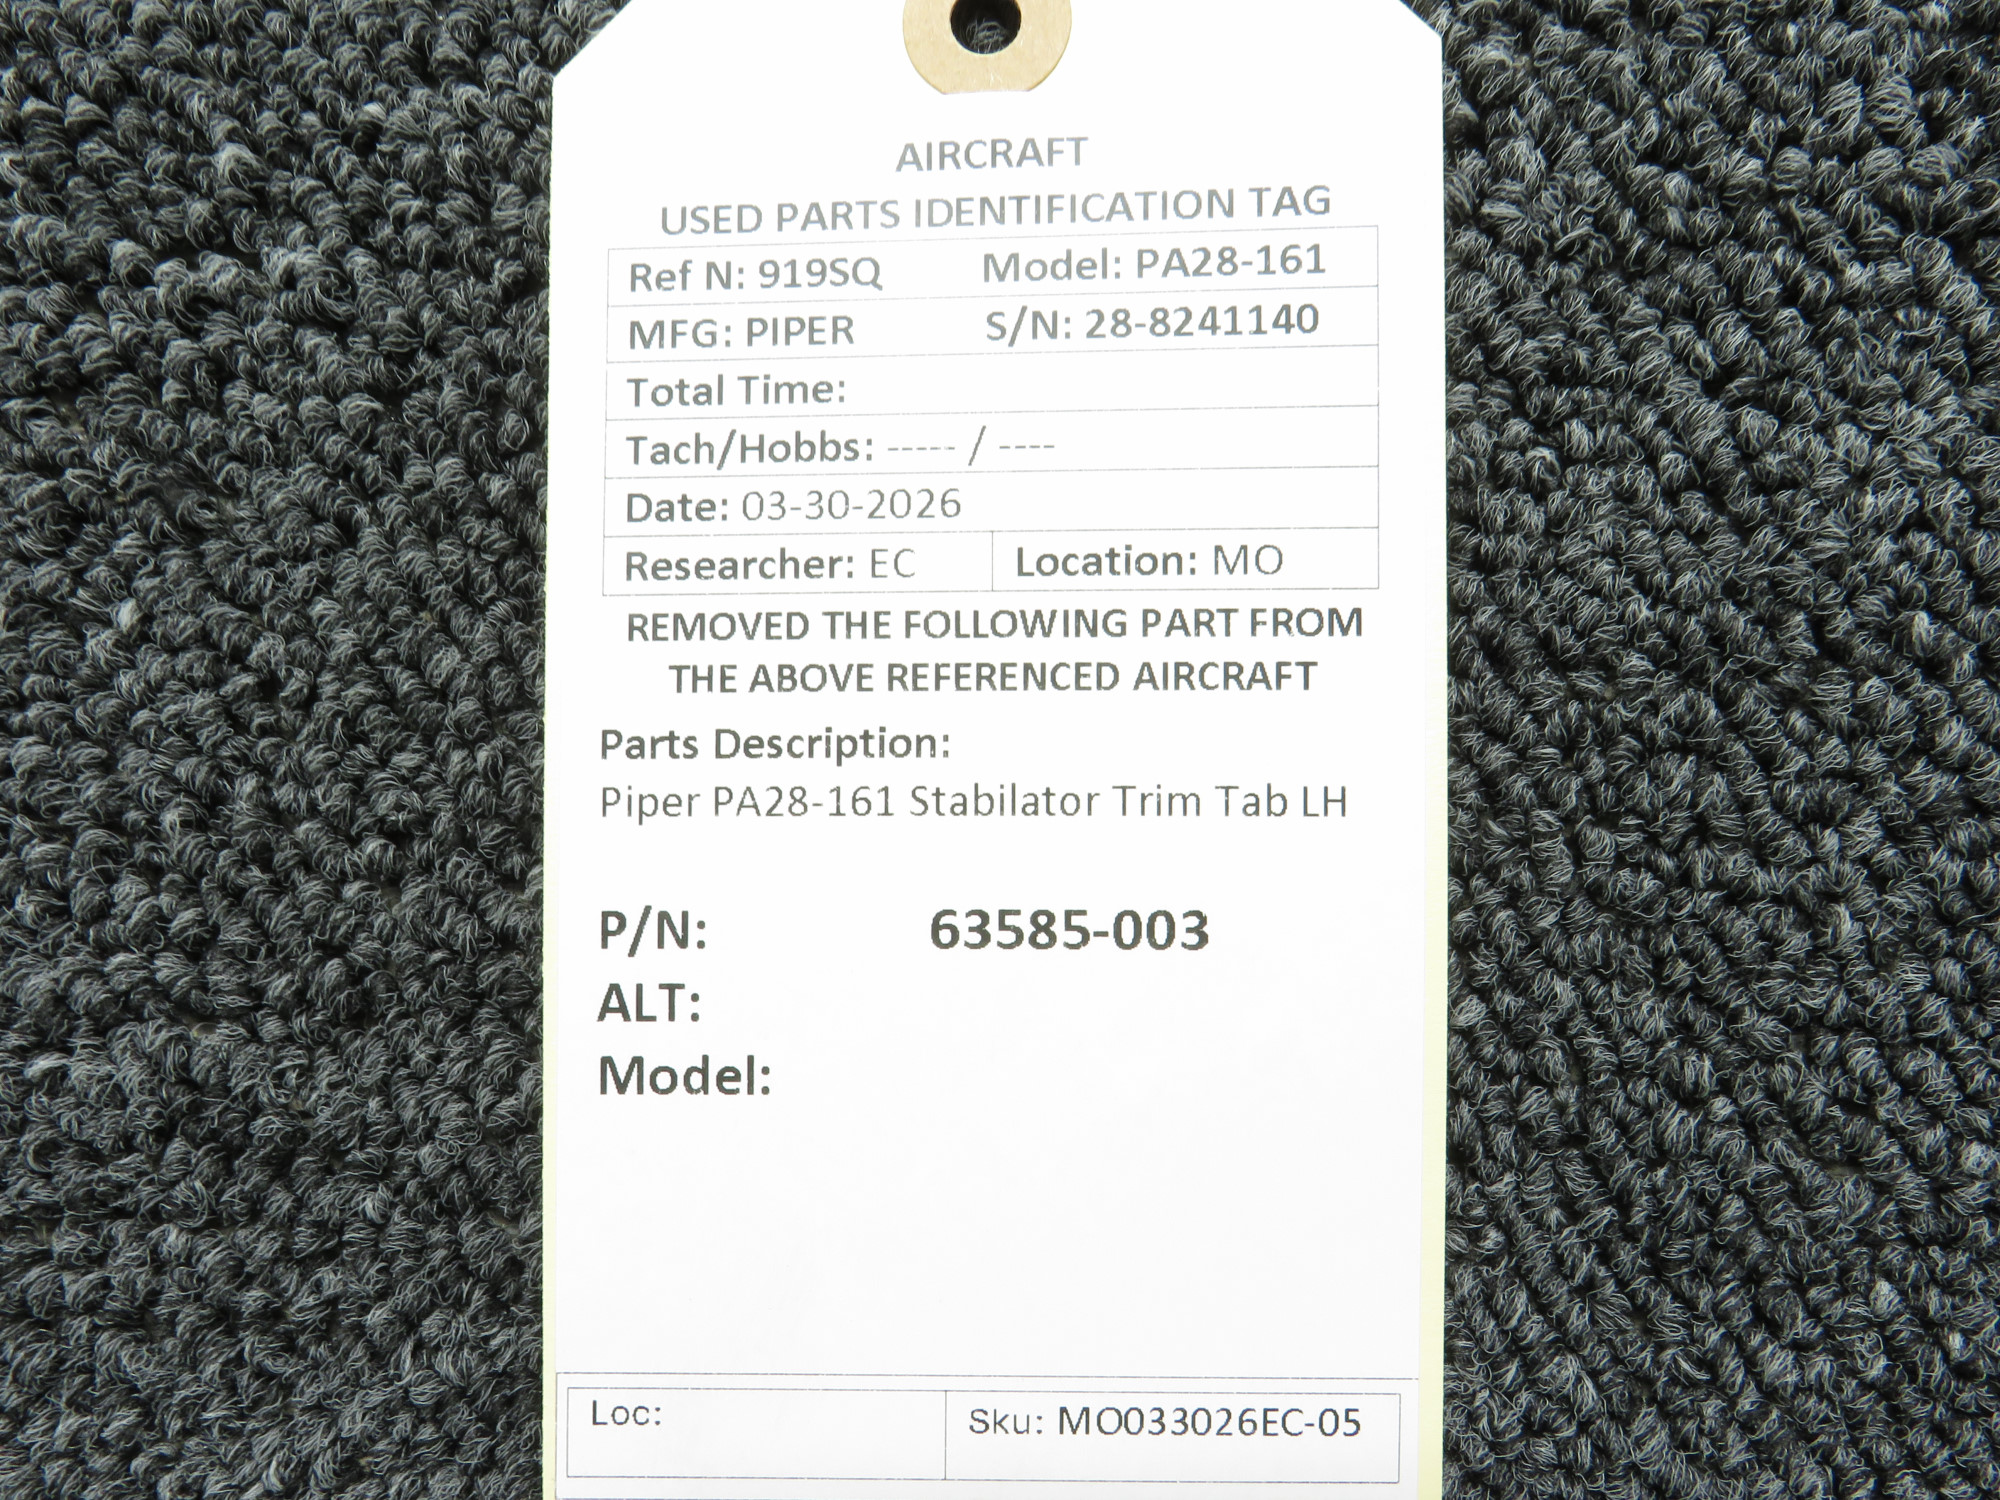 AIRCRAFT
USED PARTS IDENTIFICATION TAG
Ref N: 919SQ Model: PA28-161
MFG: PIPER S/N: 28-8241140
Total Time:
Tach/Hobbs: ----- / ----
Date: 03-30-2026
Researcher: EC Location: MO
REMOVED THE FOLLOWING PART FROM
THE ABOVE REFERENCED AIRCRAFT
Parts Description:
Piper PA28-161 Stabilator Trim Tab LH
P/N: 63585-003
ALT:
Model:
Loc: Sku: MO033026EC-05